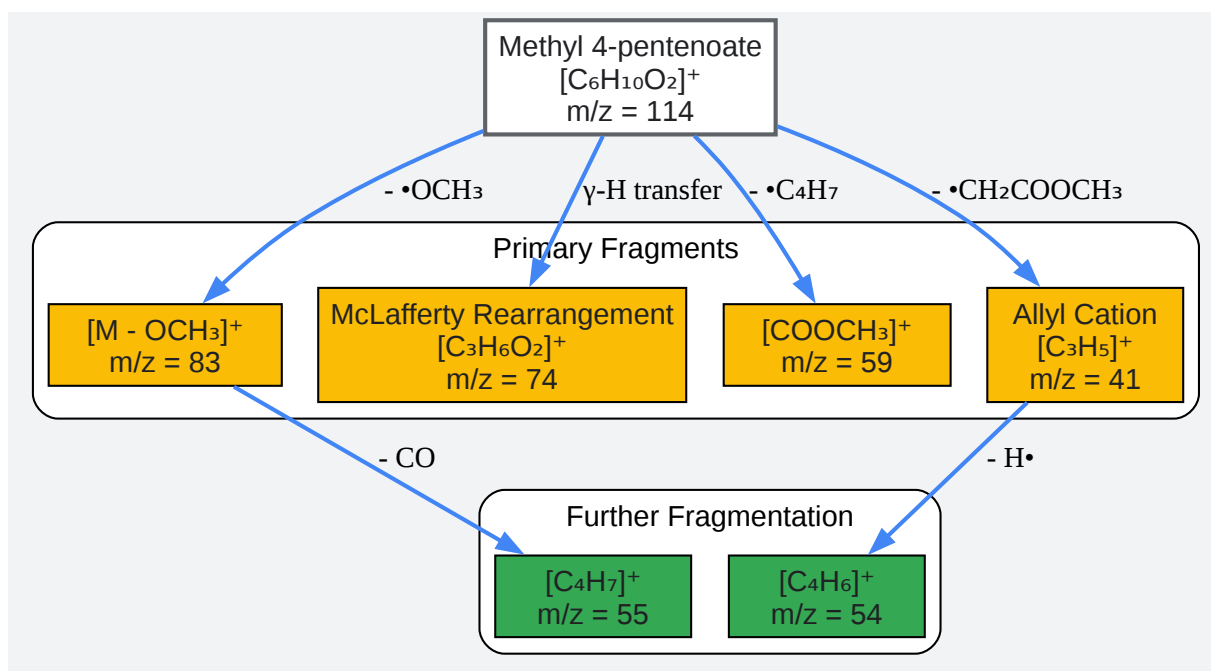 Methyl 4-pentenoate
[C₆H₁₀O₂]⁺
m/z = 114
- •OCH₃
γ-H transfer
- •C₄H₇
- •CH₂COOCH₃
Primary Fragments
[M - OCH₃]⁺
m/z = 83
McLafferty Rearrangement
[C₃H₆O₂]⁺
m/z = 74
[COOCH₃]⁺
m/z = 59
Allyl Cation
[C₃H₅]⁺
m/z = 41
- CO
- H•
Further Fragmentation
[C₄H₇]⁺
m/z = 55
[C₄H₆]⁺
m/z = 54